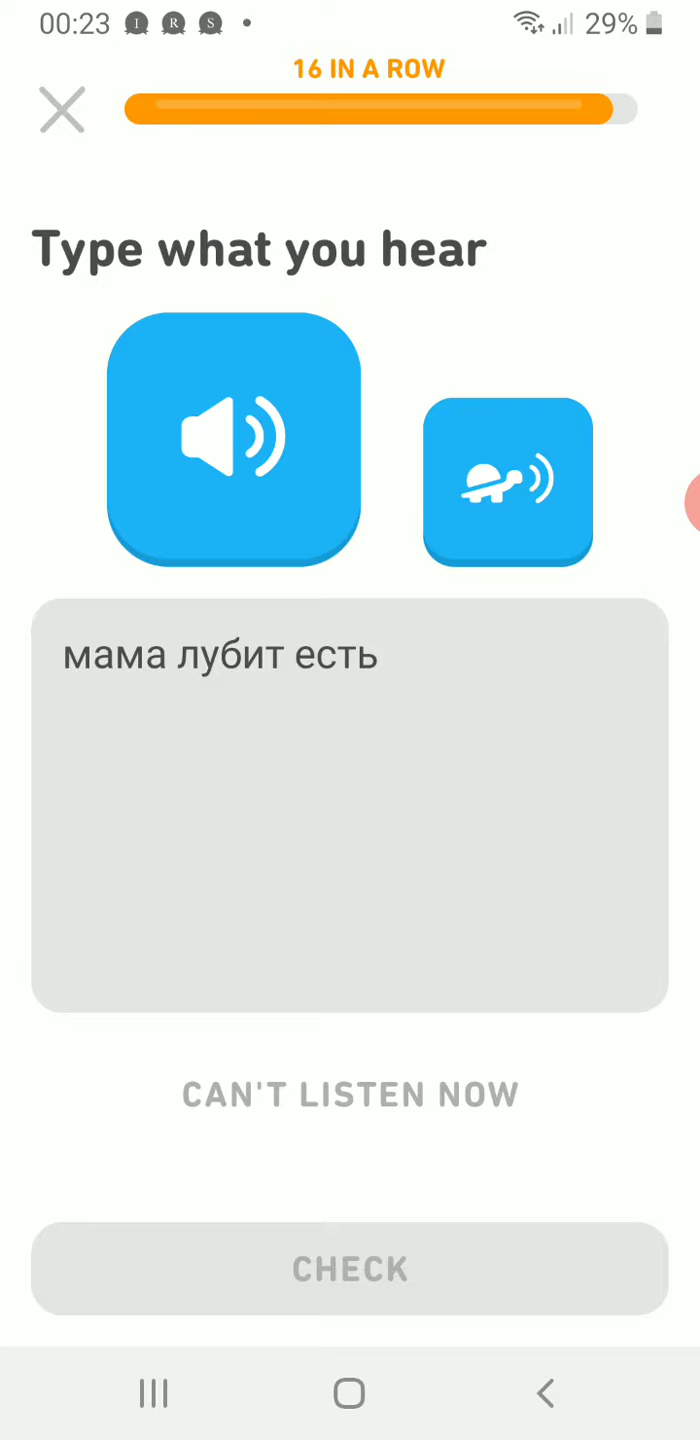 00:23 I R S 29%
16 IN A ROW
Type what you hear
мама лубит есть
CAN'T LISTEN NOW
CHECK